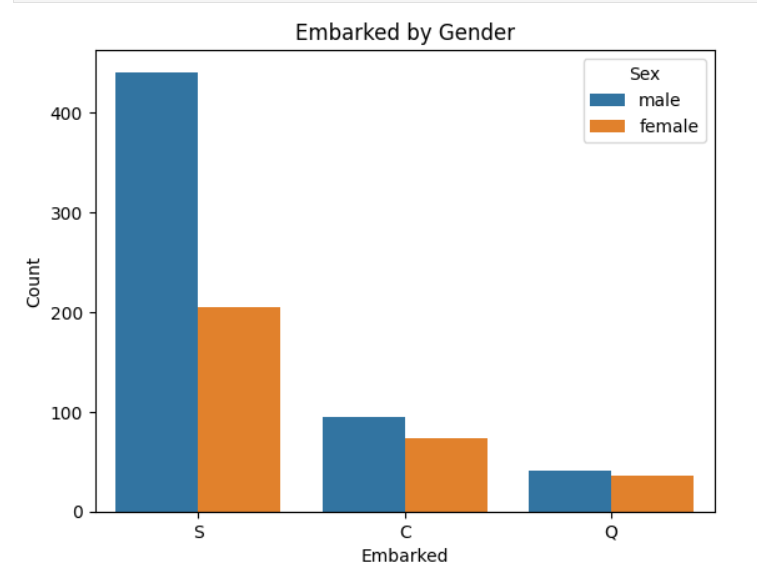 Embarked by Gender
Sex
male
female
400
300
200
100
0
Count
S
C
Q
Embarked